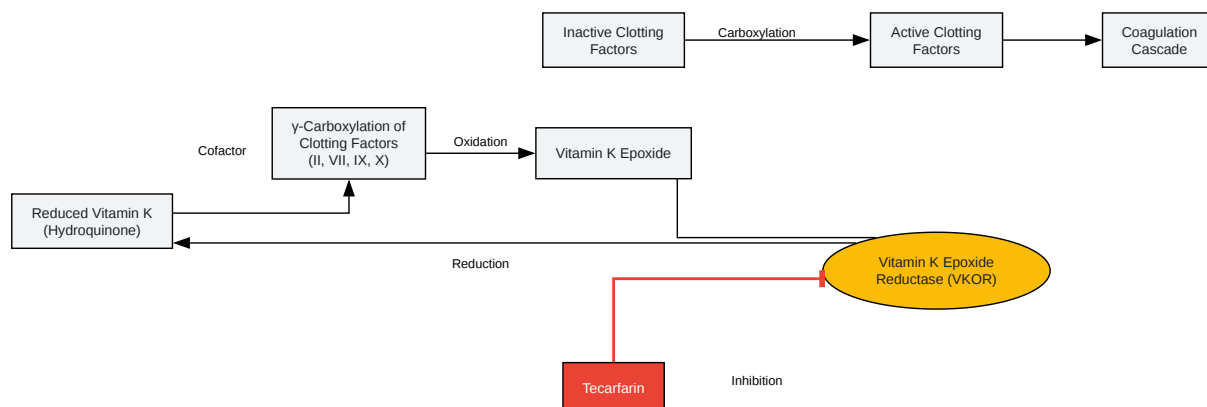 Inactive Clotting
Factors
Carboxylation
Active Clotting
Factors
Coagulation
Cascade
γ-Carboxylation of
Clotting Factors
(II, VII, IX, X)
Cofactor
Oxidation
Vitamin K Epoxide
Reduced Vitamin K
(Hydroquinone)
Reduction
Vitamin K Epoxide
Reductase (VKOR)
Tecarfarin
Inhibition